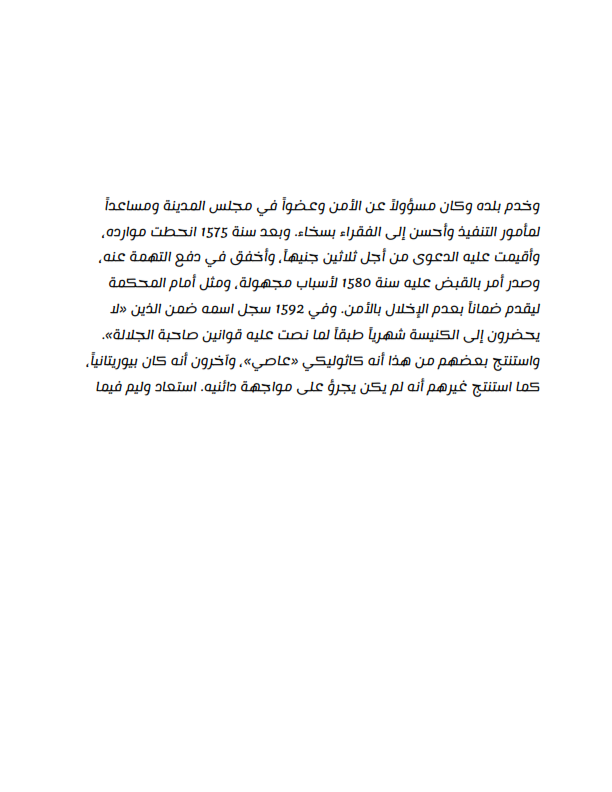 وخدم بلده وكان مسؤولاً عن الأمن وعضواً في مجلس المدينة ومساعداً
لمأمور التنفيذ وأحسن إلى الفقراء بسخاء. وبعد سنة 1575 انحطت موارده،
وأقيمت عليه الدعوى من أجل ثلاثين جنيهاً، وأخفق في دفع التهمة عنه،
وصدر أمر بالقبض عليه سنة 1580 لأسباب مجهولة، ومثل أمام المحكمة
ليقدم ضماناً بعدم الإخلال بالأمن. وفي 1592 سجل اسمه ضمن الذين «لا
يحضرون إلى الكنيسة شهرياً طبقاً لما نصت عليه قوانين صاحبة الجلالة».
واستنتج بعضهم من هذا أنه كاثوليكي «عاصي»، وآخرون أنه كان بيوريتانياً،
كما استنتج غيرهم أنه لم يكن يجرؤ على مواجهة دائنيه. استعاد وليم فيما